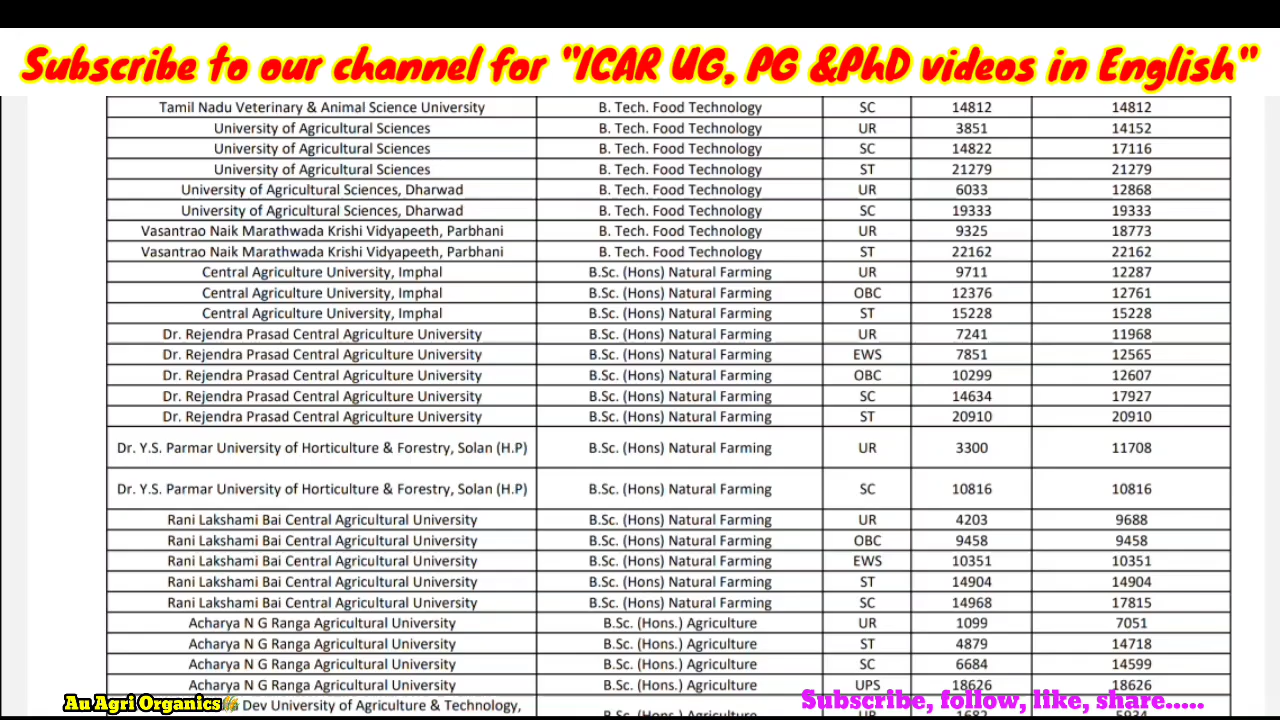 Subscribe to our channel for "ICAR UG, PG &PhD videos in English"
Tamil Nadu Veterinary & Animal Science University B. Tech. Food Technology SC 14812 14812
University of Agricultural Sciences B. Tech. Food Technology UR 3851 14152
University of Agricultural Sciences B. Tech. Food Technology SC 14822 17116
University of Agricultural Sciences B. Tech. Food Technology ST 21279 21279
University of Agricultural Sciences, Dharwad B. Tech. Food Technology UR 6033 12868
University of Agricultural Sciences, Dharwad B. Tech. Food Technology SC 19333 19333
Vasantrao Naik Marathwada Krishi Vidyapeeth, Parbhani B. Tech. Food Technology UR 9325 18773
Vasantrao Naik Marathwada Krishi Vidyapeeth, Parbhani B. Tech. Food Technology ST 22162 22162
Central Agriculture University, Imphal B.Sc. (Hons) Natural Farming UR 9711 12287
Central Agriculture University, Imphal B.Sc. (Hons) Natural Farming OBC 12376 12761
Central Agriculture University, Imphal B.Sc. (Hons) Natural Farming ST 15228 15228
Dr. Rejendra Prasad Central Agriculture University B.Sc. (Hons) Natural Farming UR 7241 11968
Dr. Rejendra Prasad Central Agriculture University B.Sc. (Hons) Natural Farming EWS 7851 12565
Dr. Rejendra Prasad Central Agriculture University B.Sc. (Hons) Natural Farming OBC 10299 12607
Dr. Rejendra Prasad Central Agriculture University B.Sc. (Hons) Natural Farming SC 14634 17927
Dr. Rejendra Prasad Central Agriculture University B.Sc. (Hons) Natural Farming ST 20910 20910
Dr. Y.S. Parmar University of Horticulture & Forestry, Solan (H.P) B.Sc. (Hons) Natural Farming UR 3300 11708
Dr. Y.S. Parmar University of Horticulture & Forestry, Solan (H.P) B.Sc. (Hons) Natural Farming SC 10816 10816
Rani Lakshami Bai Central Agricultural University B.Sc. (Hons) Natural Farming UR 4203 9688
Rani Lakshami Bai Central Agricultural University B.Sc. (Hons) Natural Farming OBC 9458 9458
Rani Lakshami Bai Central Agricultural University B.Sc. (Hons) Natural Farming EWS 10351 10351
Rani Lakshami Bai Central Agricultural University B.Sc. (Hons) Natural Farming ST 14904 14904
Rani Lakshami Bai Central Agricultural University B.Sc. (Hons) Natural Farming SC 14968 17815
Acharya N G Ranga Agricultural University B.Sc. (Hons.) Agriculture UR 1099 7051
Acharya N G Ranga Agricultural University B.Sc. (Hons.) Agriculture ST 4879 14718
Acharya N G Ranga Agricultural University B.Sc. (Hons.) Agriculture SC 6684 14599
Acharya N G Ranga Agricultural University B.Sc. (Hons.) Agriculture UPS 18626 18626
Au Agri Organics Dev University of Agriculture & Technology,
Subscribe, follow, like, share.....